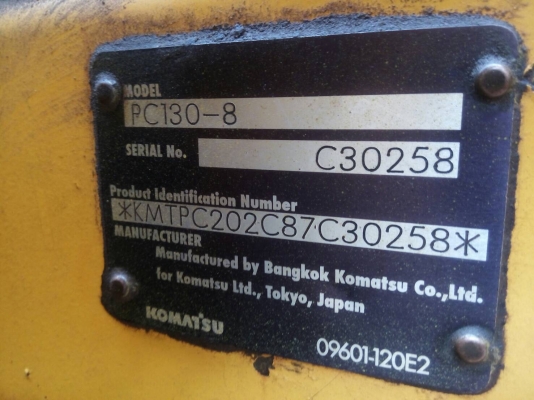 MODEL
PC130-8
SERIAL No. C30258
Product Identification Number
*KMTPC202C87C30258*
MANUFACTURER
Manufactured by Bangkok Komatsu Co.,Ltd.
for Komatsu Ltd., Tokyo, Japan
KOMATSU
09601-120E2